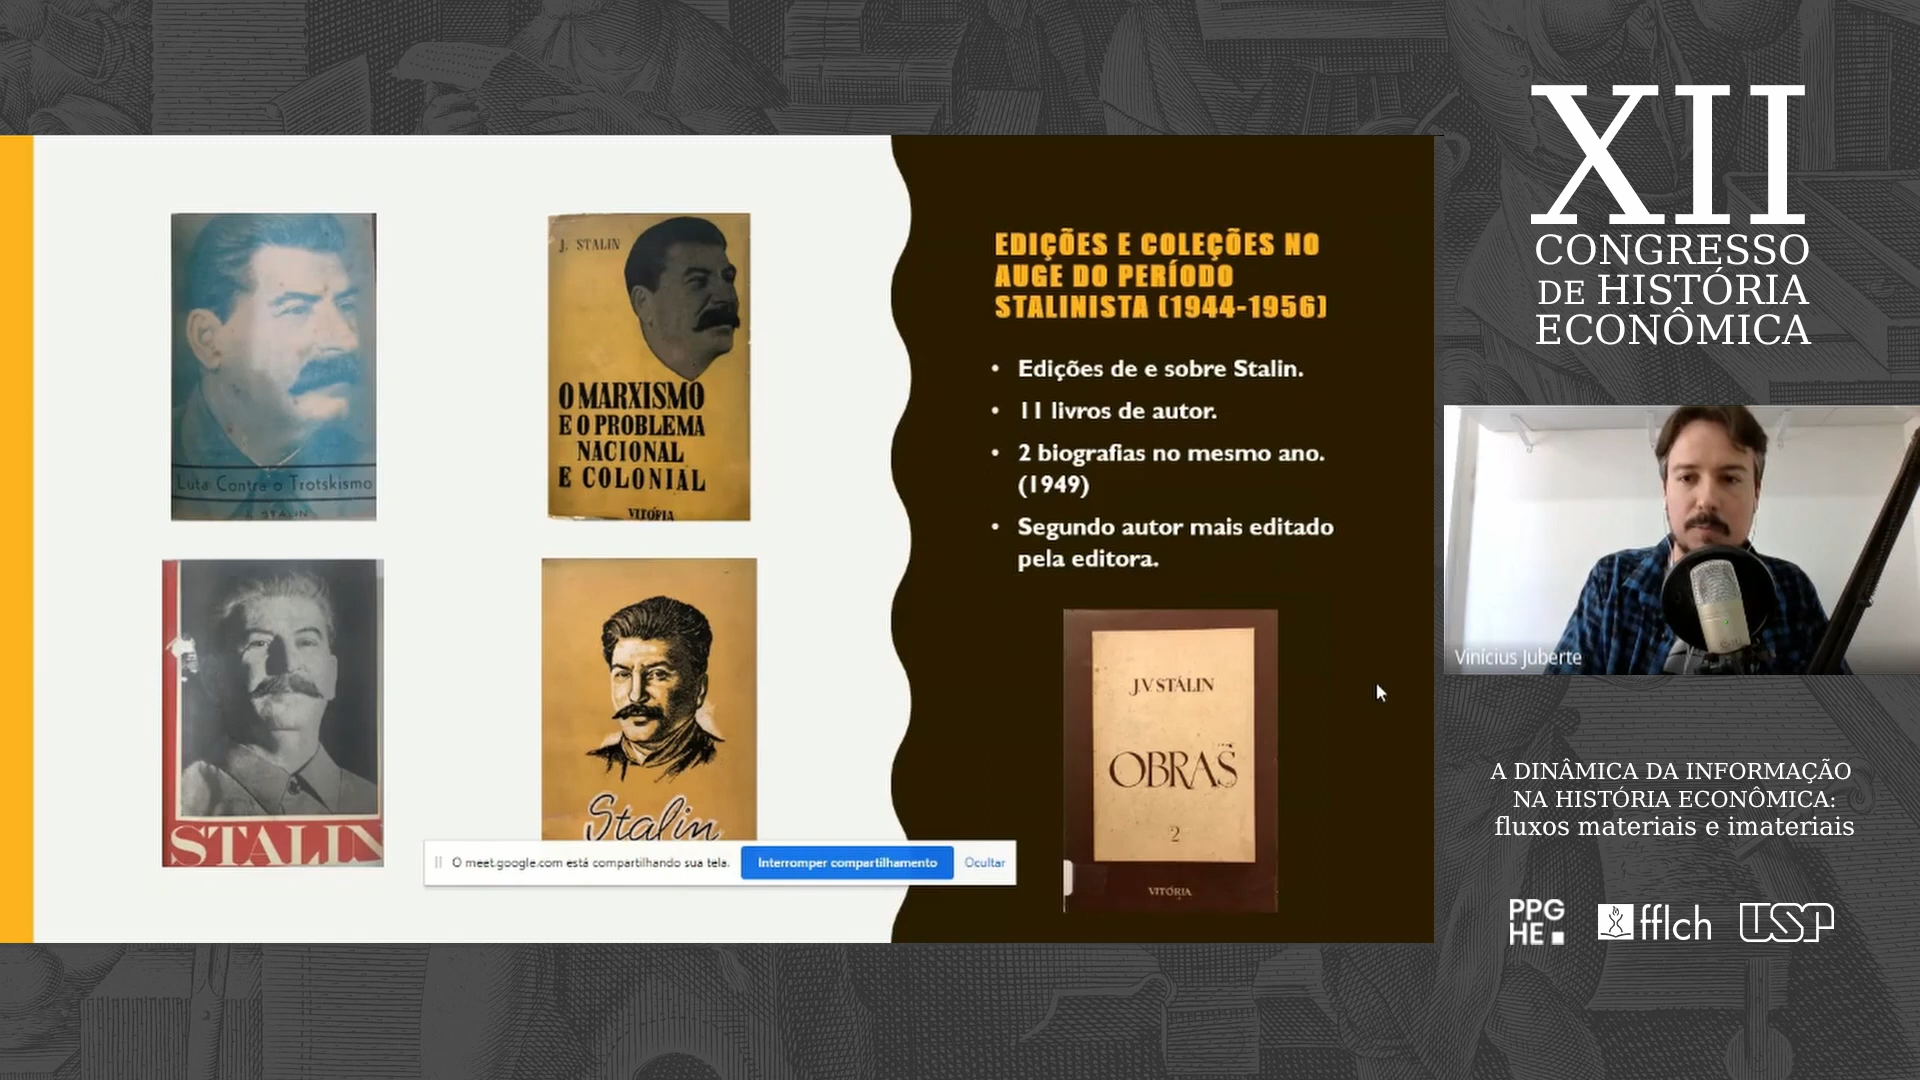 Luta Contra o Trotskismo
J. STALIN
J. STALIN
O MARXISMO
E O PROBLEMA
NACIONAL
E COLONIAL
VITÓRIA
STALIN
Stalin
EDIÇÕES E COLEÇÕES NO
AUGE DO PERÍODO
STALINISTA (1944-1956)
• Edições de e sobre Stalin.
• 11 livros de autor.
• 2 biografias no mesmo ano.
(1949)
• Segundo autor mais editado
pela editora.
J.V.STÁLIN
OBRAS
2
VITÓRIA
O meet.google.com está compartilhando sua tela.
Interromper compartilhamento
Ocultar
XII
CONGRESSO
DE HISTÓRIA
ECONÔMICA
Vinícius Juberte
A DINÂMICA DA INFORMAÇÃO
NA HISTÓRIA ECONÔMICA:
fluxos materiais e imateriais
PPG
HE
fflch
USP